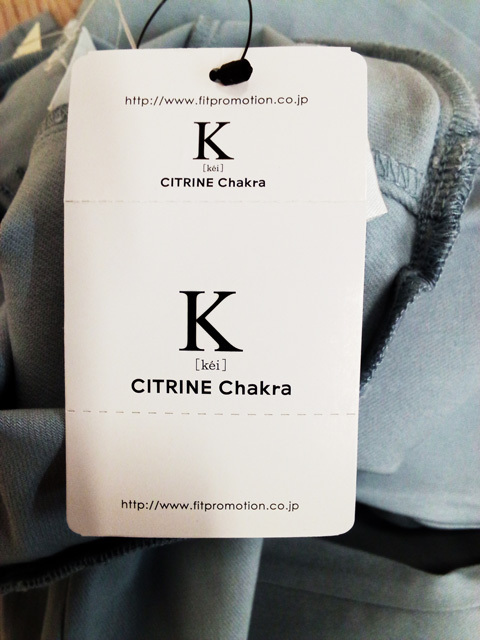 http://www.fitpromotion.co.jp
K
[kéi]
CITRINE Chakra
K
[kéi]
CITRINE Chakra
http://www.fitpromotion.co.jp